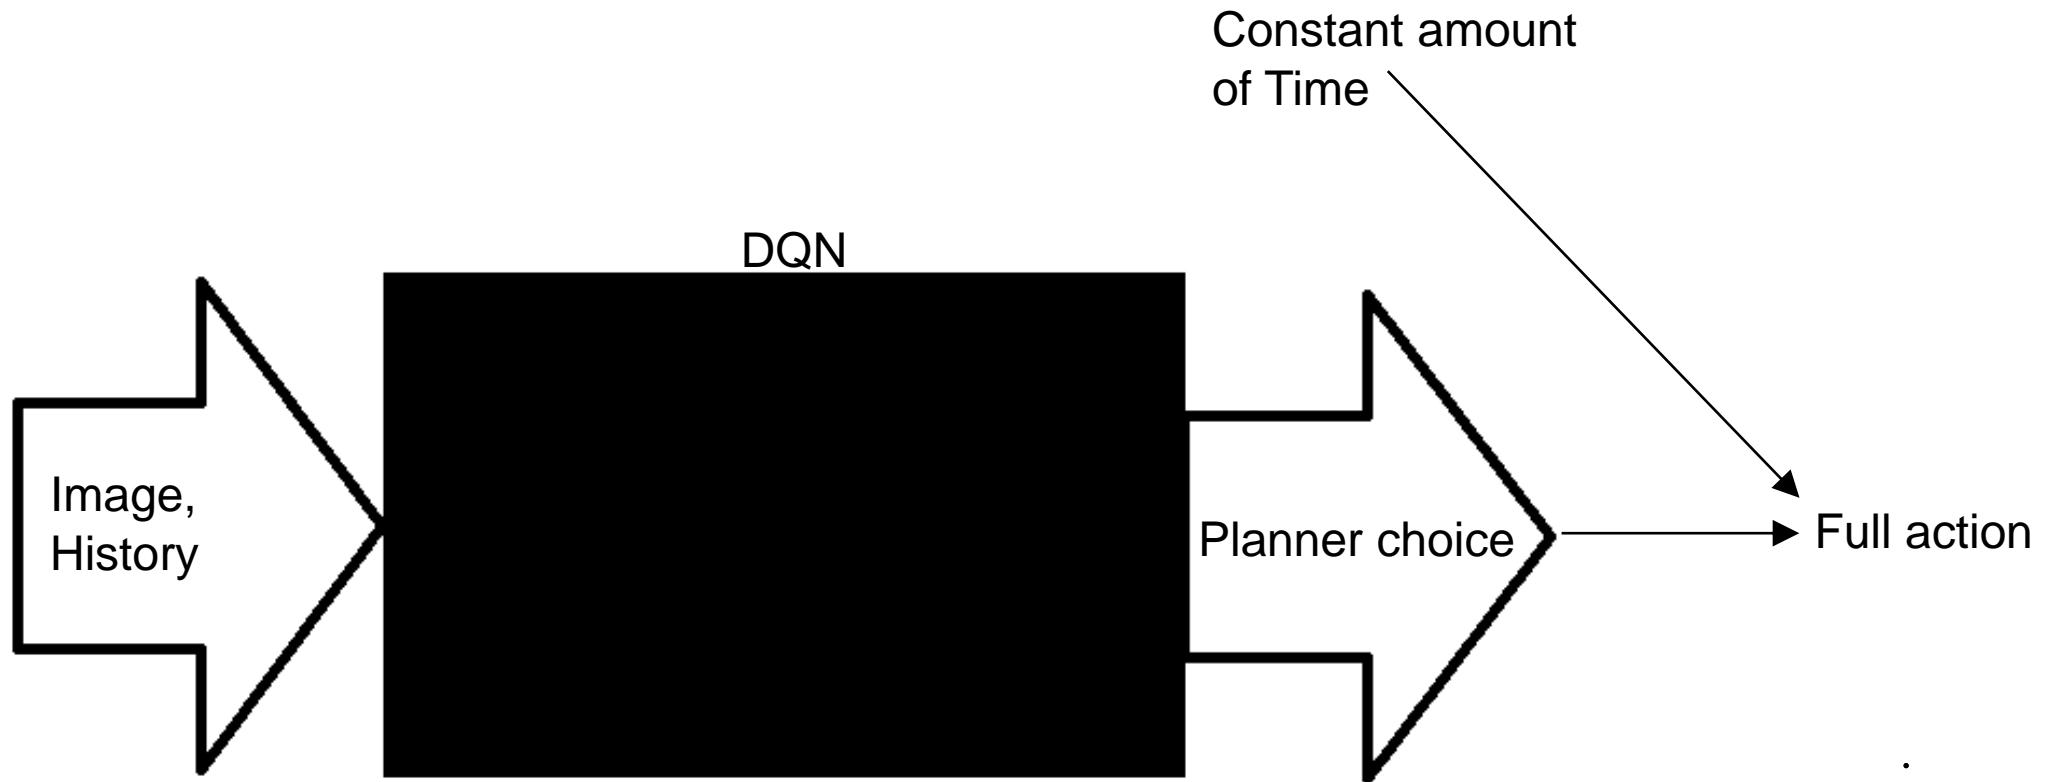 Constant amount
of Time
DQN
Image,
History
Planner choice
Full action
.